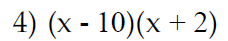 4) (x - 10)(x + 2)